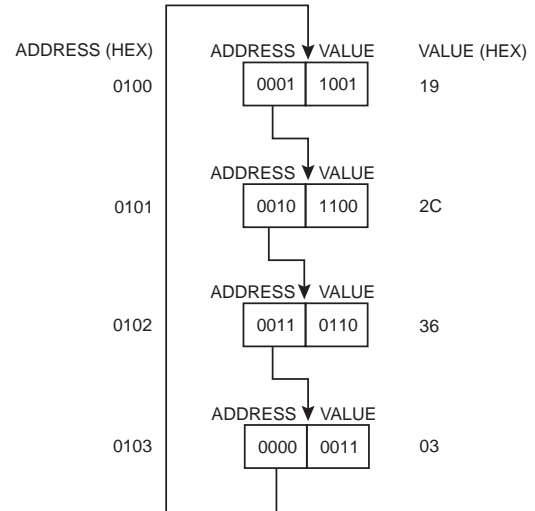 ADDRESS (HEX) ADDRESS VALUE VALUE (HEX)
0100 0001 1001 19
ADDRESS VALUE
0101 0010 1100 2C
ADDRESS VALUE
0102 0011 0110 36
ADDRESS VALUE
0103 0000 0011 03